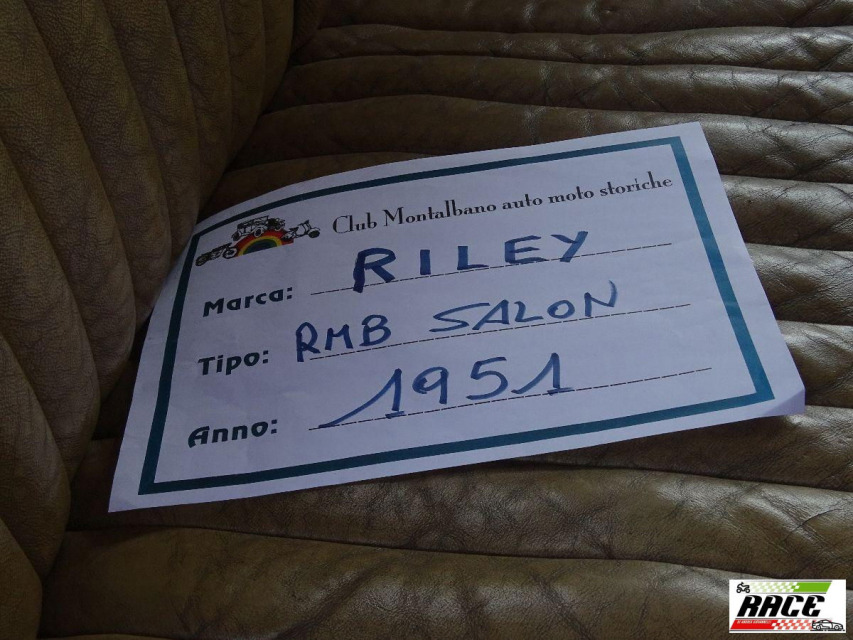 Club Montalbano auto moto storiche
Marca: RILEY
Tipo: RMB SALON
Anno: 1951
RACE